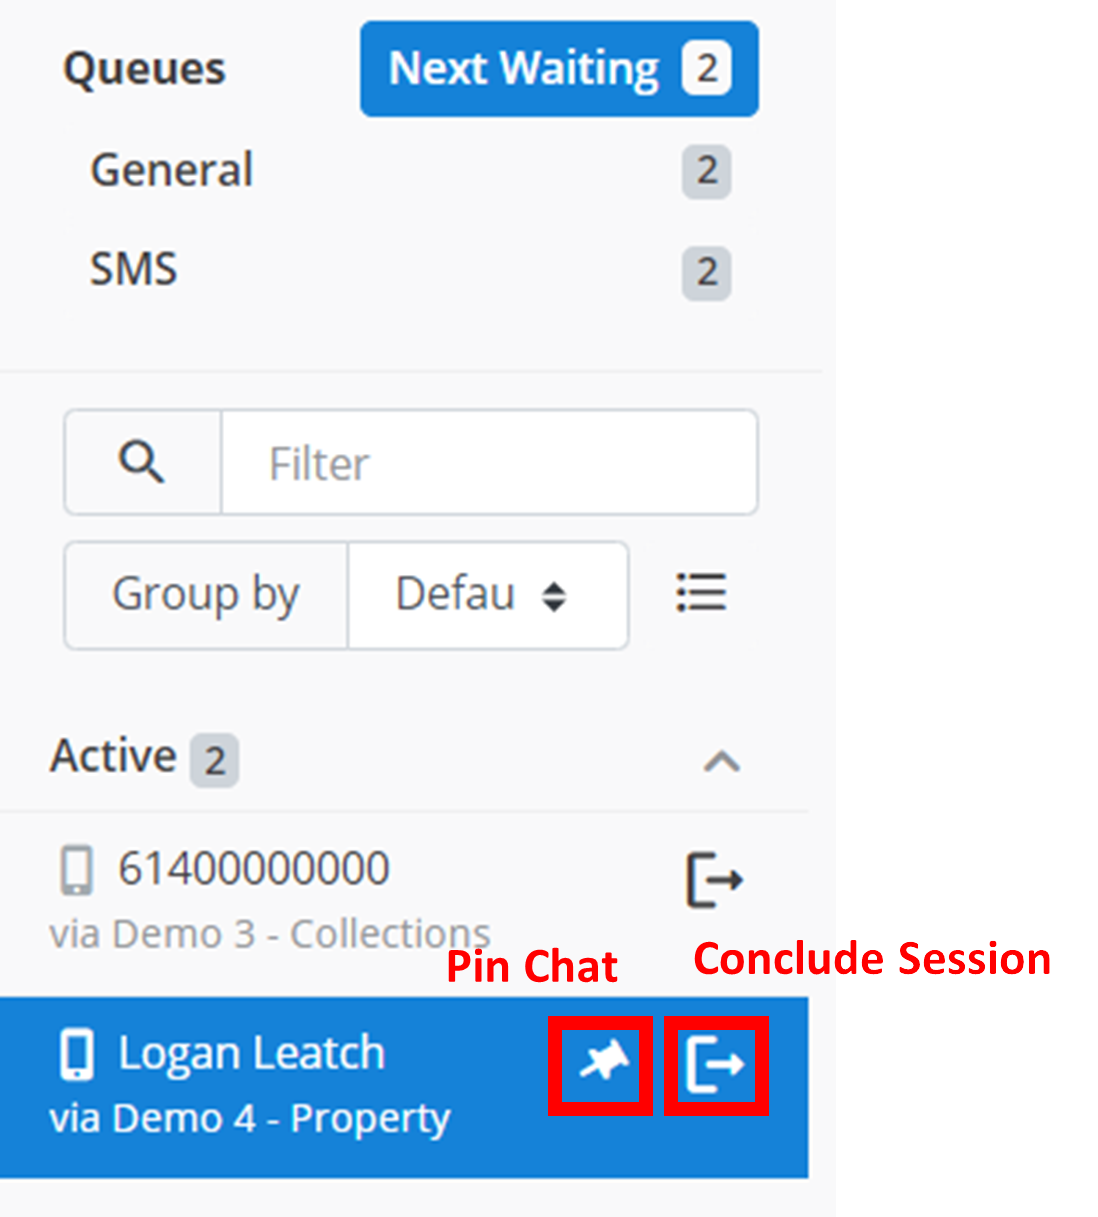 Queues Next Waiting 2
General 2
SMS 2
Filter
Group by Defau
Active 2
61400000000
via Demo 3 - Collections
Pin Chat Conclude Session
Logan Leatch
via Demo 4 - Property